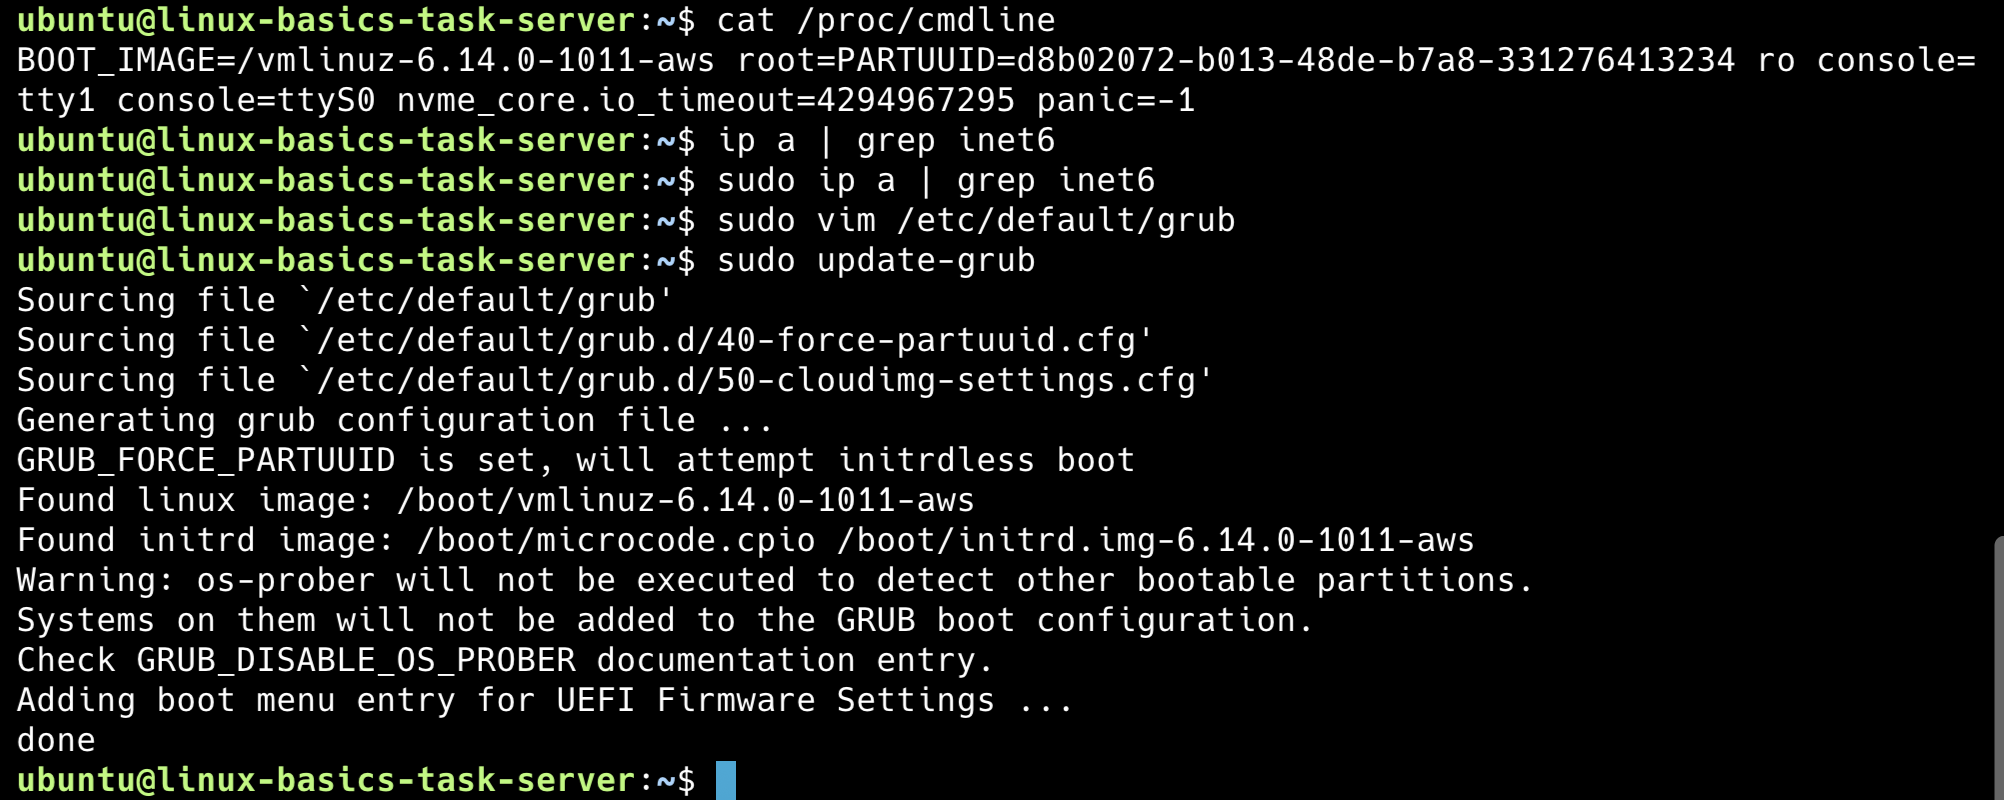 ubuntu@linux-basics-task-server:~$ cat /proc/cmdline
BOOT_IMAGE=/vmlinuz-6.14.0-1011-aws root=PARTUUID=d8b02072-b013-48de-b7a8-331276413234 ro console=
tty1 console=ttyS0 nvme_core.io_timeout=4294967295 panic=-1
ubuntu@linux-basics-task-server:~$ ip a | grep inet6
ubuntu@linux-basics-task-server:~$ sudo ip a | grep inet6
ubuntu@linux-basics-task-server:~$ sudo vim /etc/default/grub
ubuntu@linux-basics-task-server:~$ sudo update-grub
Sourcing file `/etc/default/grub'
Sourcing file `/etc/default/grub.d/40-force-partuuid.cfg'
Sourcing file `/etc/default/grub.d/50-cloudimg-settings.cfg'
Generating grub configuration file ...
GRUB_FORCE_PARTUUID is set, will attempt initrdless boot
Found linux image: /boot/vmlinuz-6.14.0-1011-aws
Found initrd image: /boot/microcode.cpio /boot/initrd.img-6.14.0-1011-aws
Warning: os-prober will not be executed to detect other bootable partitions.
Systems on them will not be added to the GRUB boot configuration.
Check GRUB_DISABLE_OS_PROBER documentation entry.
Adding boot menu entry for UEFI Firmware Settings ...
done
ubuntu@linux-basics-task-server:~$